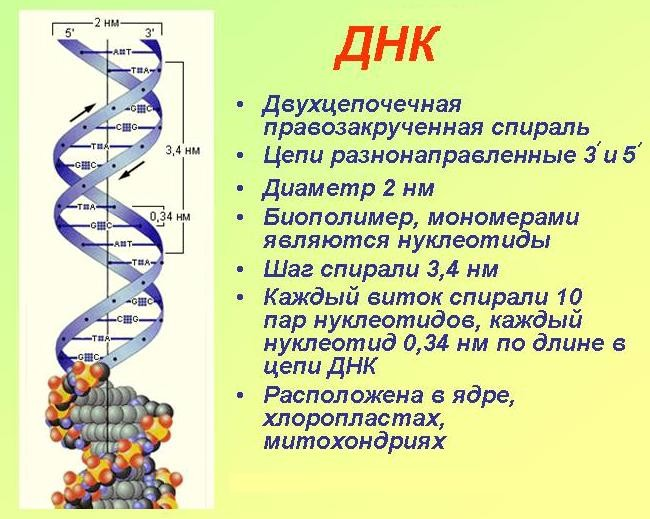 2 нм
5' 3'
A T
T A
G C
C G
3,4 нм
T A
G C
T A
0,34 нм
G C
A T
T A
G C
C G
T A
G C
ДНК
• Двухцепочечная
правозакрученная спираль
• Цепи разнонаправленные 3′ и 5′
• Диаметр 2 нм
• Биополимер, мономерами
являются нуклеотиды
• Шаг спирали 3,4 нм
• Каждый виток спирали 10
пар нуклеотидов, каждый
нуклеотид 0,34 нм по длине в
цепи ДНК
• Расположена в ядре,
хлоропластах,
митохондриях